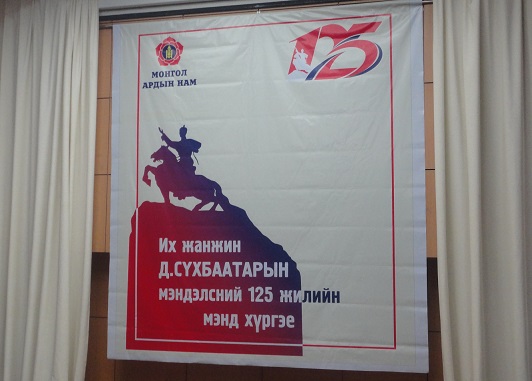 МОНГОЛ
АРДЫН НАМ
125
Их жанжин
Д.СҮХБААТАРЫН
мэндэлсний 125 жилийн
мэнд хүргэе